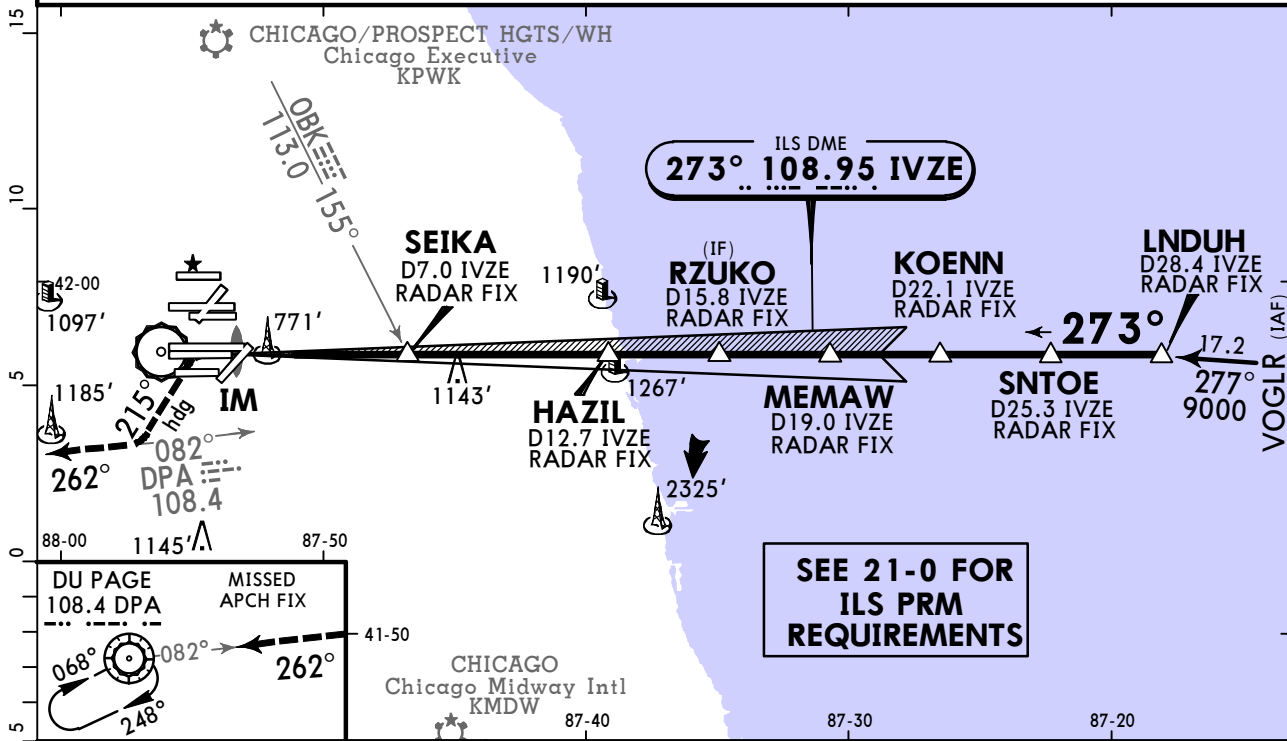 15
CHICAGO/PROSPECT HGTS/WH
Chicago Executive
KPWK
OBK
113.0
155°
ILS DME
273° 108.95 IVZE
10
SEIKA
D7.0 IVZE
RADAR FIX
1190'
(IF)
RZUKO
D15.8 IVZE
RADAR FIX
KOENN
D22.1 IVZE
RADAR FIX
LNDUH
D28.4 IVZE
RADAR FIX
42-00
1097'
771'
273°
17.2
277°
9000
VOGLR (IAF)
5
1185'
215°
hdg
IM
1143'
HAZIL
D12.7 IVZE
RADAR FIX
1267'
MEMAW
D19.0 IVZE
RADAR FIX
SNTOE
D25.3 IVZE
RADAR FIX
262°
082°
DPA
108.4
2325'
0
88-00
1145'
87-50
DU PAGE
108.4 DPA
MISSED
APCH FIX
SEE 21-0 FOR
ILS PRM
REQUIREMENTS
068°
082°
262°
248°
41-50
CHICAGO
Chicago Midway Intl
KMDW
5
87-40
87-30
87-20